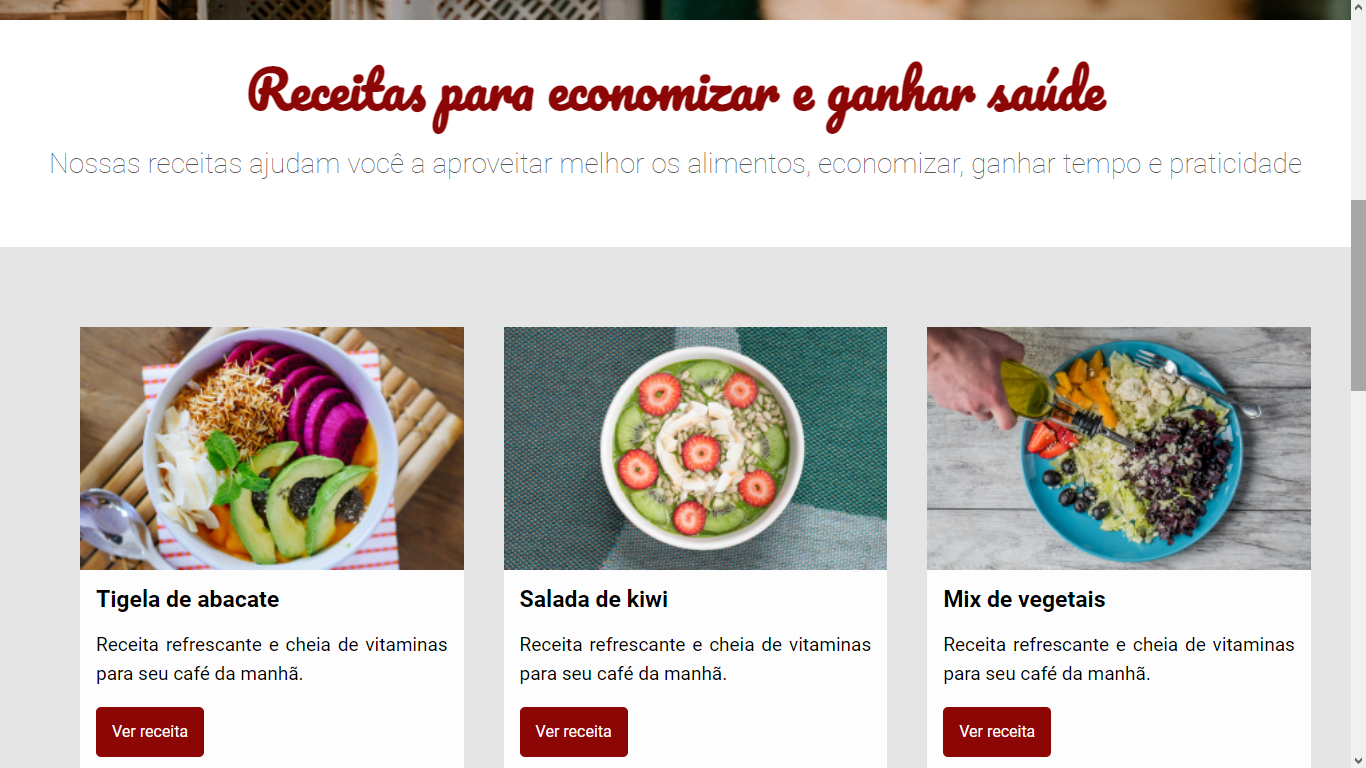 Receitas para economizar e ganhar saúde
Nossas receitas ajudam você a aproveitar melhor os alimentos, economizar, ganhar tempo e praticidade
Tigela de abacate
Receita refrescante e cheia de vitaminas
para seu café da manhã.
Ver receita
Salada de kiwi
Receita refrescante e cheia de vitaminas
para seu café da manhã.
Ver receita
Mix de vegetais
Receita refrescante e cheia de vitaminas
para seu café da manhã.
Ver receita